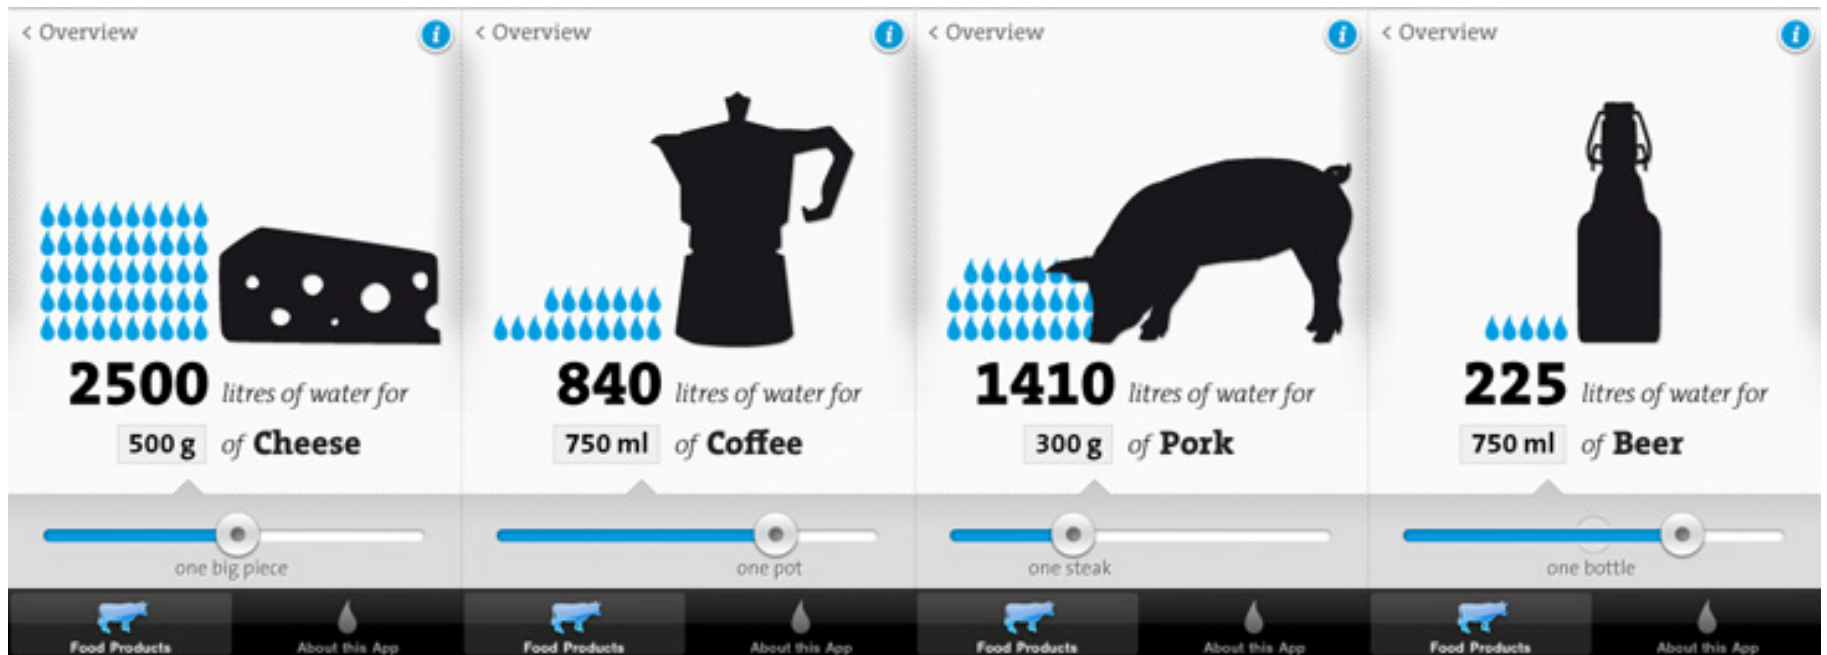 < Overview
i
2500 litres of water for
500 g of Cheese
one big piece
Food Products About this App
< Overview
i
840 litres of water for
750 ml of Coffee
one pot
Food Products About this App
< Overview
i
1410 litres of water for
300 g of Pork
one steak
Food Products About this App
< Overview
i
225 litres of water for
750 ml of Beer
one bottle
Food Products About this App